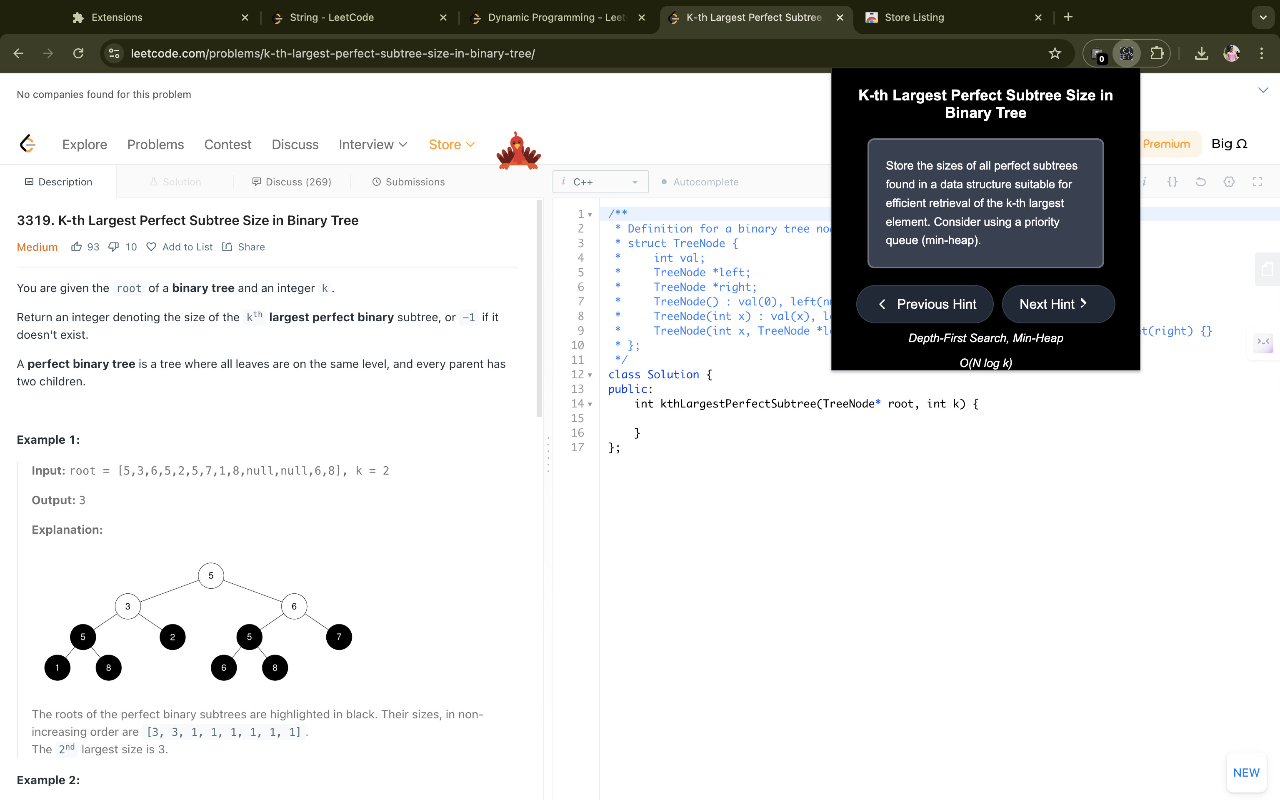 Extensions
String - LeetCode
Dynamic Programming - Leet
K-th Largest Perfect Subtree
Store Listing
leetcode.com/problems/k-th-largest-perfect-subtree-size-in-binary-tree/
0
No companies found for this problem
Explore
Problems
Contest
Discuss
Interview
Store
Premium
Big Ω
Description
Solution
Discuss (269)
Submissions
i C++
Autocomplete
3319. K-th Largest Perfect Subtree Size in Binary Tree
Medium 93 10 Add to List Share
You are given the root of a binary tree and an integer k.
Return an integer denoting the size of the kth largest perfect binary subtree, or -1 if it
doesn't exist.
A perfect binary tree is a tree where all leaves are on the same level, and every parent has
two children.
Example 1:
Input: root = [5,3,6,5,2,5,7,1,8,null,null,6,8], k = 2
Output: 3
Explanation:
5
3 6
5 2 5 7
1 8 6 8
The roots of the perfect binary subtrees are highlighted in black. Their sizes, in non-
increasing order are [3, 3, 1, 1, 1, 1, 1, 1].
The 2nd largest size is 3.
Example 2:
1 /**
2 * Definition for a binary tree no
3 * struct TreeNode {
4 * int val;
5 * TreeNode *left;
6 * TreeNode *right;
7 * TreeNode() : val(0), left(n
8 * TreeNode(int x) : val(x), l
9 * TreeNode(int x, TreeNode *l t(right) {}
10 * };
11 */
12 class Solution {
13 public:
14 int kthLargestPerfectSubtree(TreeNode* root, int k) {
15
16 }
17 };
K-th Largest Perfect Subtree Size in
Binary Tree
Store the sizes of all perfect subtrees
found in a data structure suitable for
efficient retrieval of the k-th largest
element. Consider using a priority
queue (min-heap).
Previous Hint
Next Hint
Depth-First Search, Min-Heap
O(N log k)
NEW